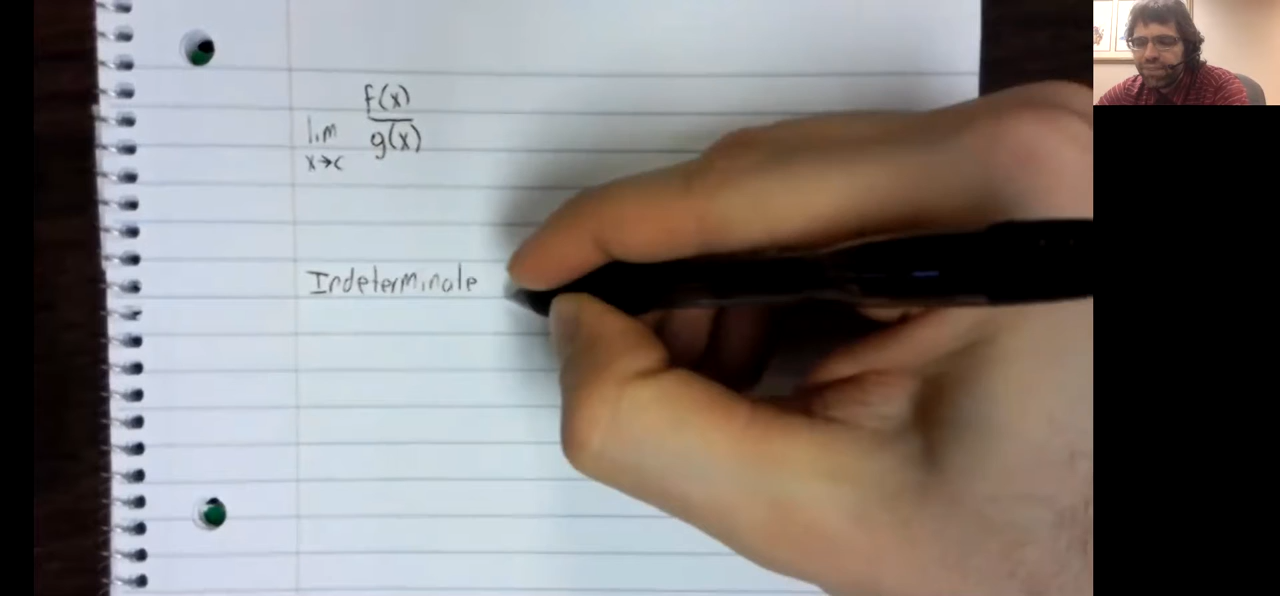 lim x→c f(x)/g(x)
Indeterminate